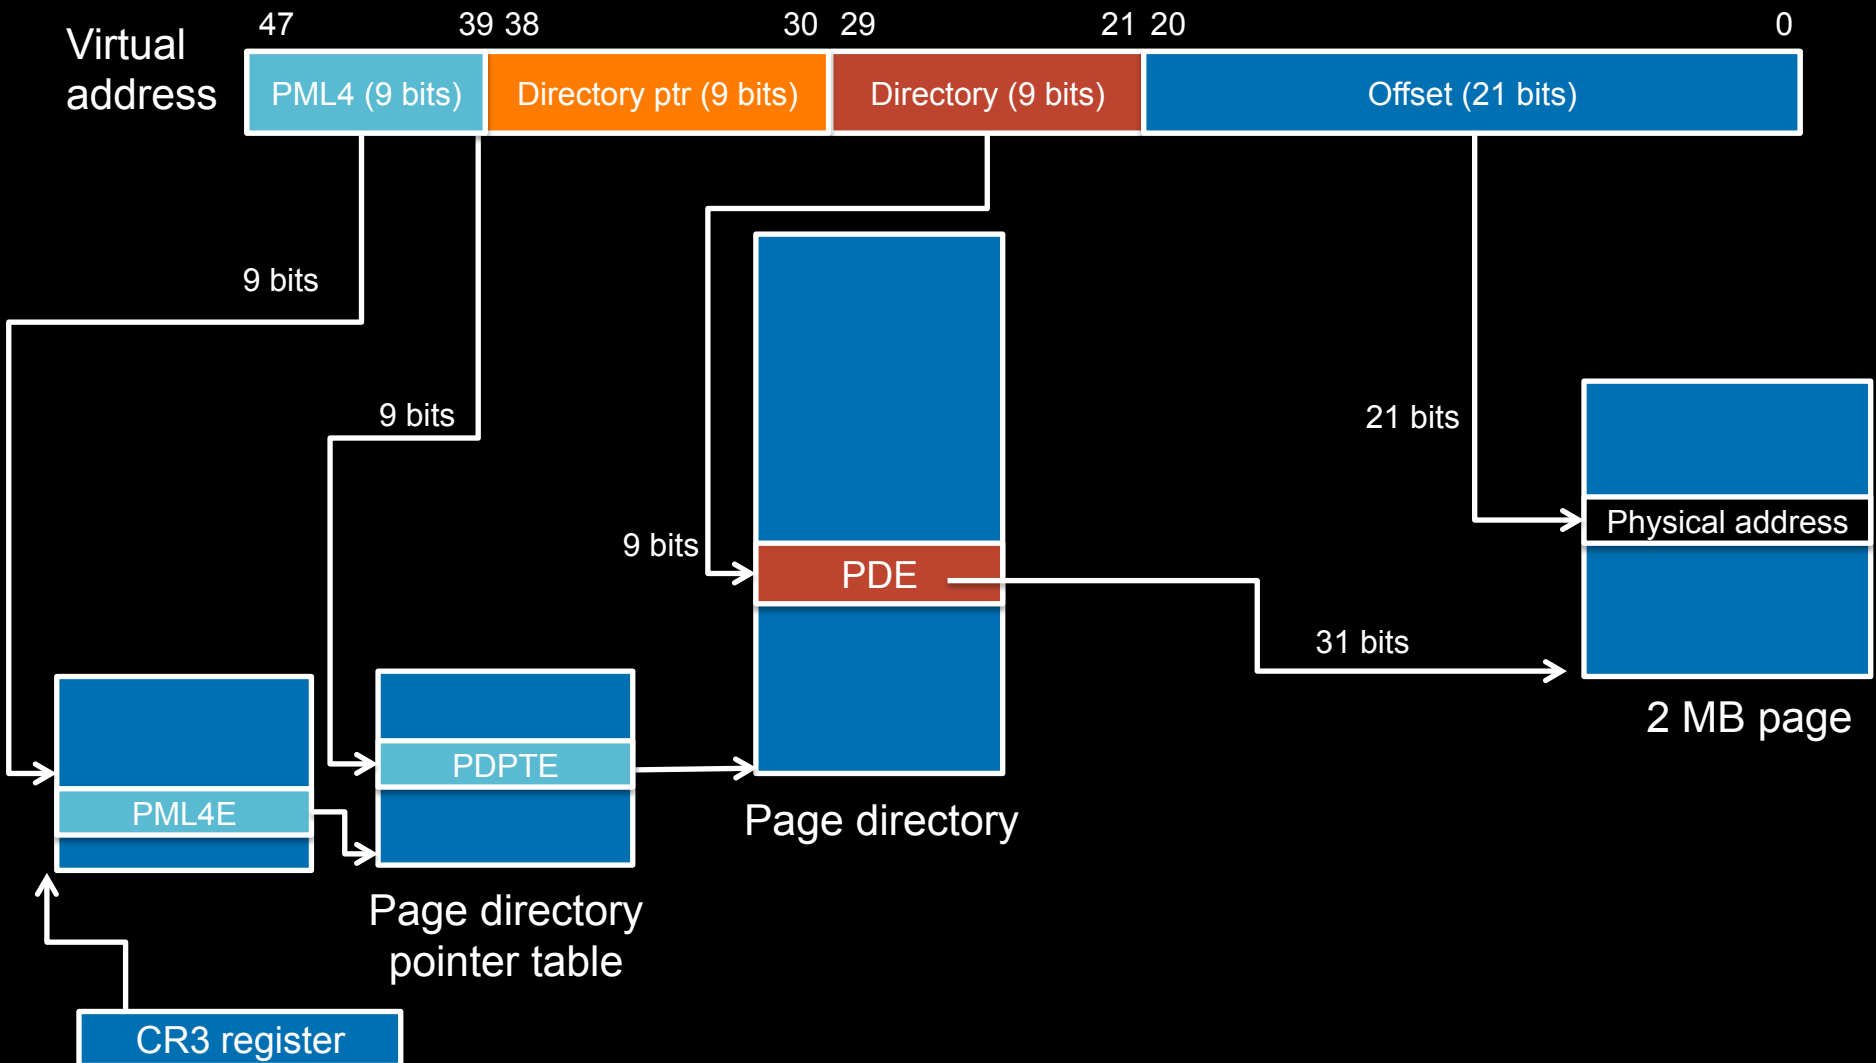 47 39 38 30 29 21 20 0
Virtual
address
PML4 (9 bits) Directory ptr (9 bits) Directory (9 bits) Offset (21 bits)
9 bits
9 bits
21 bits
Physical address
9 bits
PDE
31 bits
2 MB page
PDPTE
PML4E
Page directory
Page directory
pointer table
CR3 register